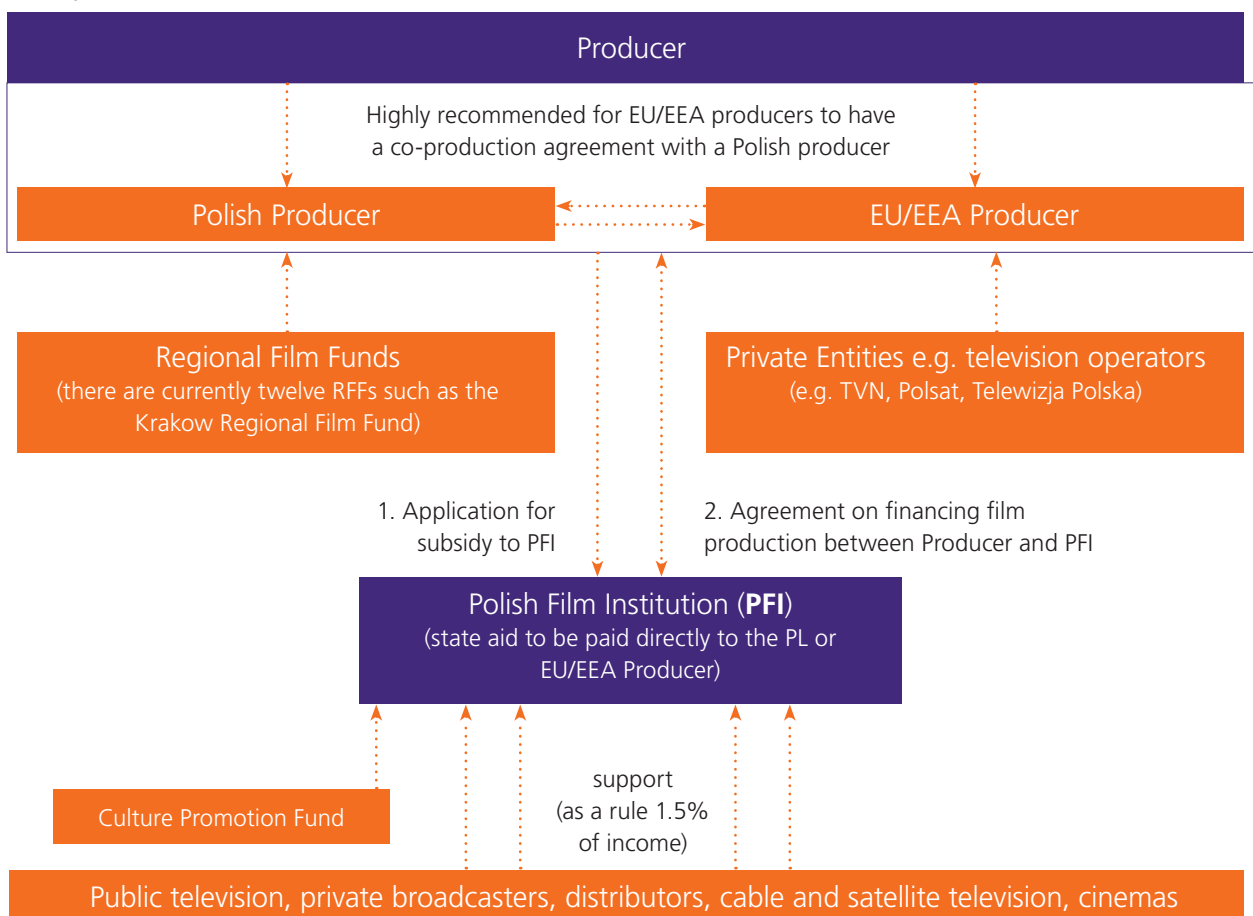 Producer
Highly recommended for EU/EEA producers to have
a co-production agreement with a Polish producer
Polish Producer
EU/EEA Producer
Regional Film Funds
(there are currently twelve RFFs such as the
Krakow Regional Film Fund)
Private Entities e.g. television operators
(e.g. TVN, Polsat, Telewizja Polska)
1. Application for
subsidy to PFI
2. Agreement on financing film
production between Producer and PFI
Polish Film Institution (PFI)
(state aid to be paid directly to the PL or
EU/EEA Producer)
Culture Promotion Fund
support
(as a rule 1.5%
of income)
Public television, private broadcasters, distributors, cable and satellite television, cinemas